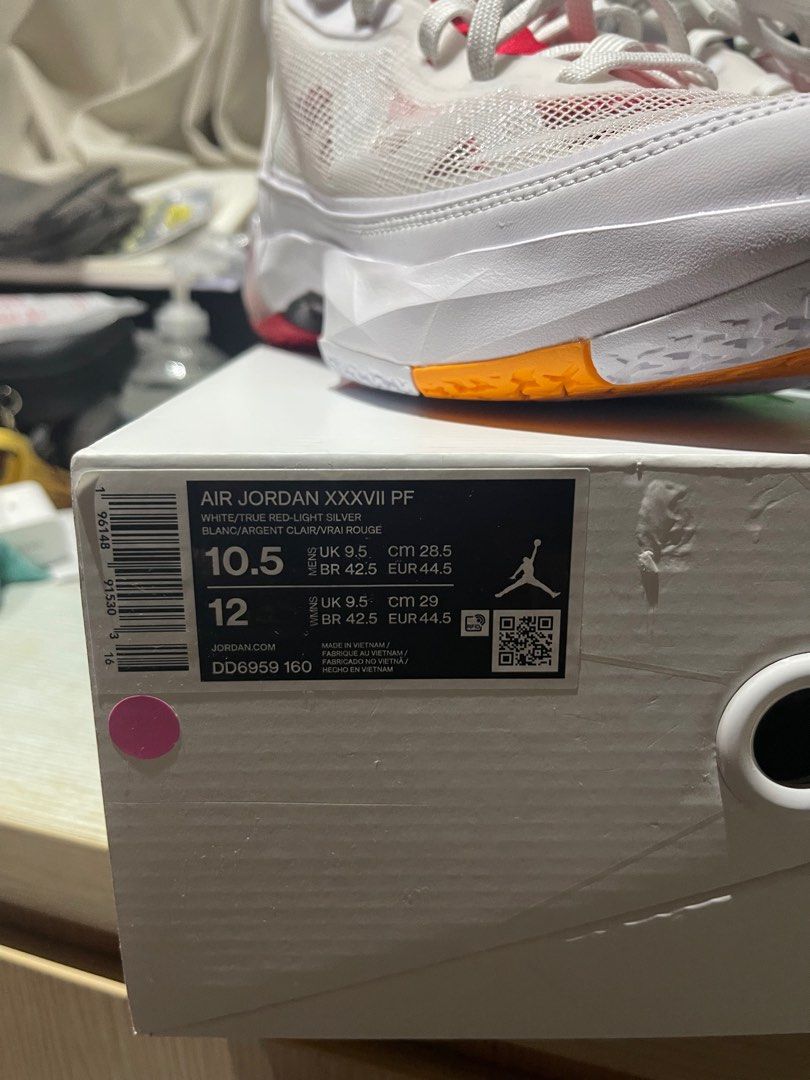 AIR JORDAN XXXVII PF
WHITE/TRUE RED-LIGHT SILVER
BLANC/ARGENT CLAIR/VRAI ROUGE
10.5 MENS UK 9.5 CM 28.5
BR 42.5 EUR 44.5
12 WMNS UK 9.5 CM 29
BR 42.5 EUR 44.5
JORDAN.COM
DD6959 160
MADE IN VIETNAM /
FABRIQUE AU VIETNAM /
FABRICADO NO VIETNÃ /
HECHO EN VIETNAM
RFID
1 96148 91530 3 16